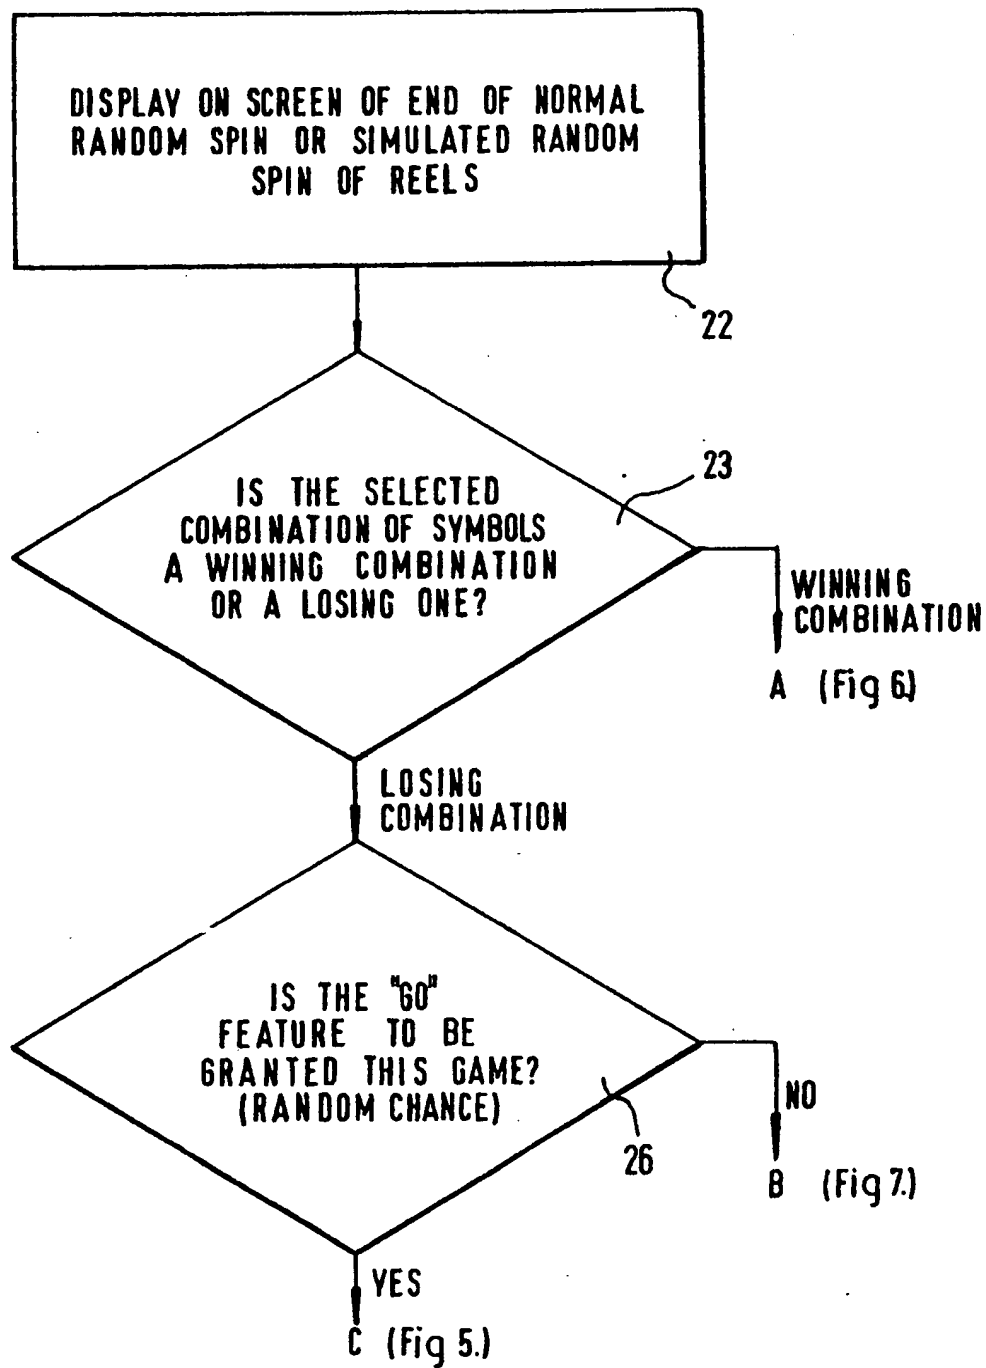 DISPLAY ON SCREEN OF END OF NORMAL
RANDOM SPIN OR SIMULATED RANDOM
SPIN OF REELS
22
23
IS THE SELECTED
COMBINATION OF SYMBOLS
A WINNING COMBINATION
OR A LOSING ONE?
WINNING
COMBINATION
A (Fig 6.)
LOSING
COMBINATION
IS THE "GO"
FEATURE TO BE
GRANTED THIS GAME?
(RANDOM CHANCE)
26
NO
B (Fig 7.)
YES
C (Fig 5.)